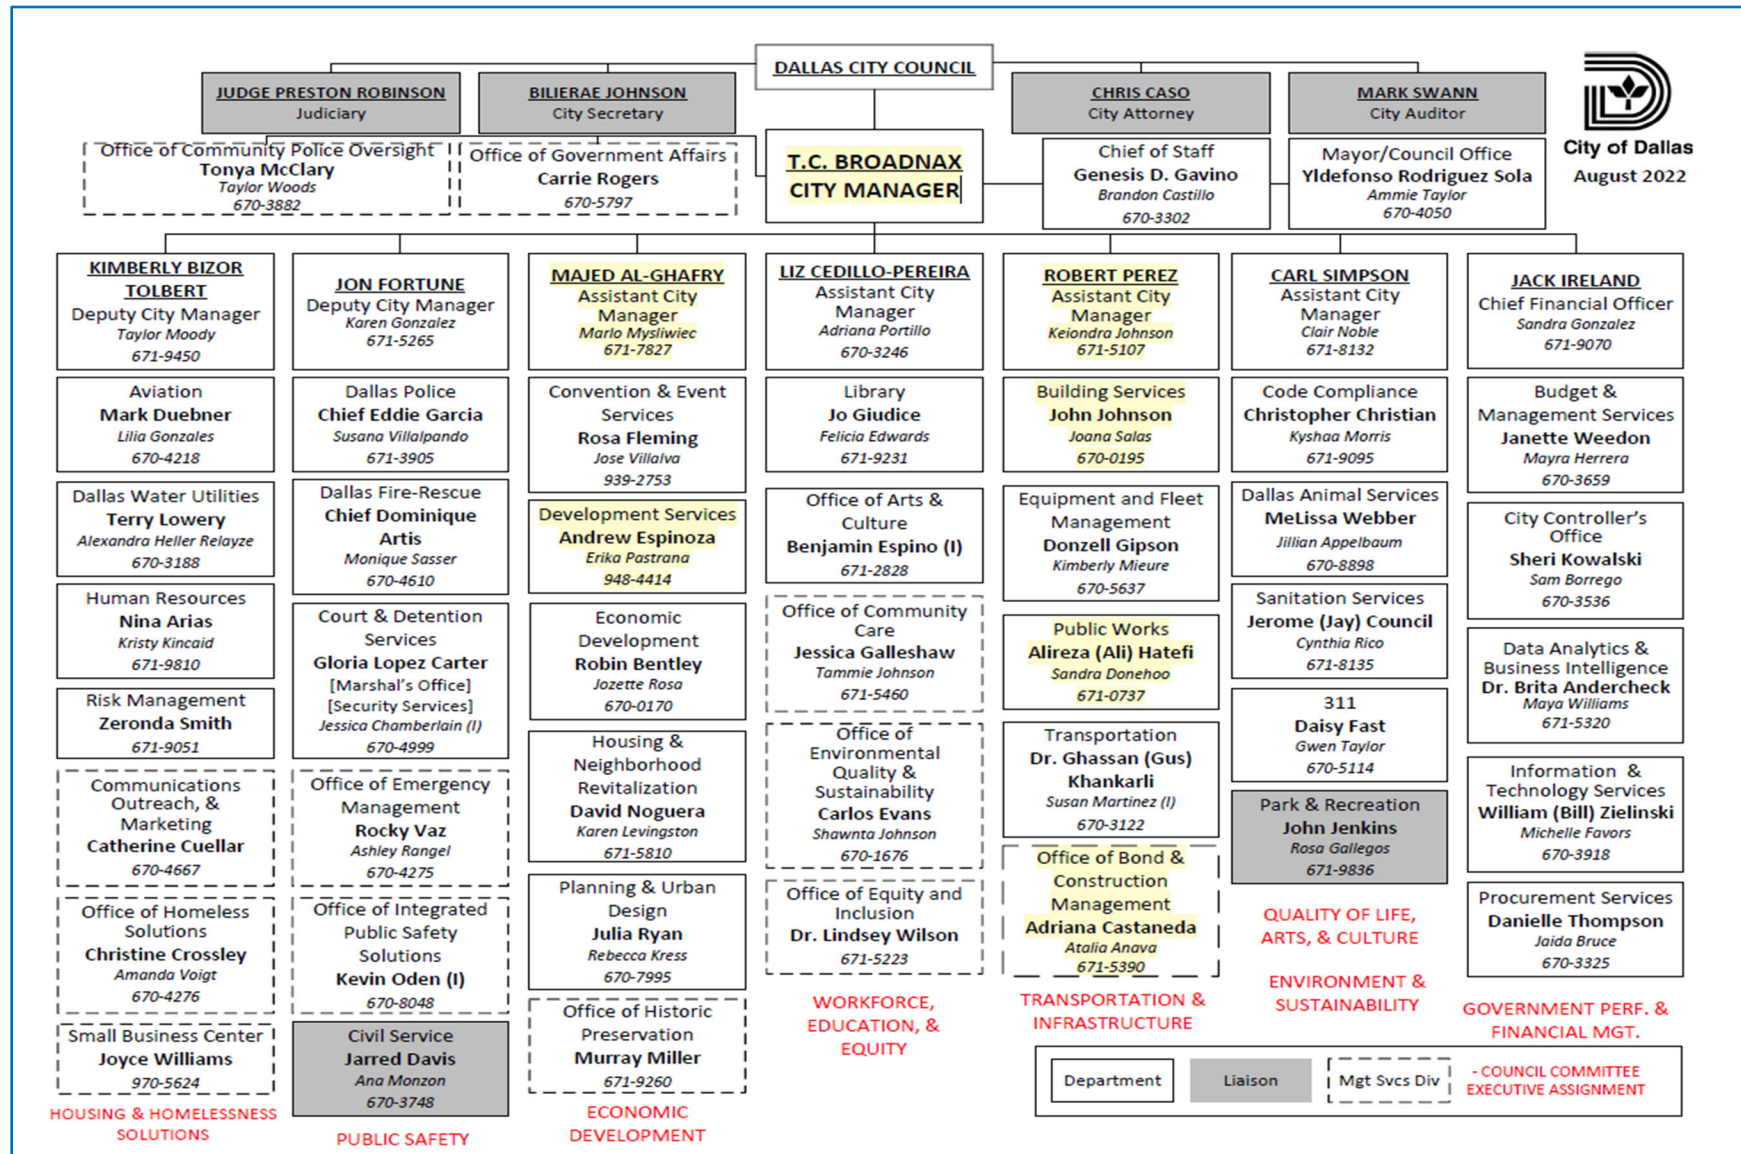 DALLAS CITY COUNCIL
JUDGE PRESTON ROBINSON
Judiciary
BILIERAE JOHNSON
City Secretary
CHRIS CASO
City Attorney
MARK SWANN
City Auditor
City of Dallas
August 2022
Office of Community Police Oversight
Tonya McClary
Taylor Woods
670-3882
Office of Government Affairs
Carrie Rogers
670-5797
T.C. BROADNAX
CITY MANAGER
Chief of Staff
Genesis D. Gavino
Brandon Castillo
670-3302
Mayor/Council Office
Yldefonso Rodriguez Sola
Ammie Taylor
670-4050
KIMBERLY BIZOR
TOLBERT
Deputy City Manager
Taylor Moody
671-9450
Aviation
Mark Duebner
Lilia Gonzales
670-4218
Dallas Water Utilities
Terry Lowery
Alexandra Heller Relayze
670-3188
Human Resources
Nina Arias
Kristy Kincaid
671-9810
Risk Management
Zeronda Smith
671-9051
Communications
Outreach, &
Marketing
Catherine Cuellar
670-4667
Office of Homeless
Solutions
Christine Crossley
Amanda Voigt
670-4276
Small Business Center
Joyce Williams
970-5624
HOUSING & HOMELESSNESS
SOLUTIONS
JON FORTUNE
Deputy City Manager
Karen Gonzalez
671-5265
Dallas Police
Chief Eddie Garcia
Susana Villalpando
671-3905
Dallas Fire-Rescue
Chief Dominique
Artis
Monique Sasser
670-4610
Court & Detention
Services
Gloria Lopez Carter
[Marshal's Office]
[Security Services]
Jessica Chamberlain (I)
670-4999
Office of Emergency
Management
Rocky Vaz
Ashley Rangel
670-4275
Office of Integrated
Public Safety
Solutions
Kevin Oden (I)
670-8048
Civil Service
Jarred Davis
Ana Monzon
670-3748
PUBLIC SAFETY
MAJED AL-GHAFRY
Assistant City
Manager
Marlo Mysliwiec
671-7827
Convention & Event
Services
Rosa Fleming
Jose Villalva
939-2753
Development Services
Andrew Espinoza
Erika Pastrana
948-4414
Economic
Development
Robin Bentley
Jozette Rosa
670-0170
Housing &
Neighborhood
Revitalization
David Noguera
Karen Levingston
671-5810
Planning & Urban
Design
Julia Ryan
Rebecca Kress
670-7995
Office of Historic
Preservation
Murray Miller
671-9260
ECONOMIC
DEVELOPMENT
LIZ CEDILLO-PEREIRA
Assistant City
Manager
Adriana Portillo
670-3246
Library
Jo Giudice
Felicia Edwards
671-9231
Office of Arts &
Culture
Benjamin Espino (I)
671-2828
Office of Community
Care
Jessica Galleshaw
Tammie Johnson
671-5460
Office of
Environmental
Quality &
Sustainability
Carlos Evans
Shawnta Johnson
670-1676
Office of Equity and
Inclusion
Dr. Lindsey Wilson
671-5223
WORKFORCE,
EDUCATION, &
EQUITY
ROBERT PEREZ
Assistant City
Manager
Keiondra Johnson
671-5107
Building Services
John Johnson
Joana Salas
670-0195
Equipment and Fleet
Management
Donzell Gipson
Kimberly Mieure
670-5637
Public Works
Alireza (Ali) Hatefi
Sandra Donehoo
671-0737
Transportation
Dr. Ghassan (Gus)
Khankarli
Susan Martinez (I)
670-3122
Office of Bond &
Construction
Management
Adriana Castaneda
Atalia Anava
671-5390
TRANSPORTATION &
INFRASTRUCTURE
CARL SIMPSON
Assistant City
Manager
Clair Noble
671-8132
Code Compliance
Christopher Christian
Kyshaa Morris
671-9095
Dallas Animal Services
MeLissa Webber
Jillian Appelbaum
670-8898
Sanitation Services
Jerome (Jay) Council
Cynthia Rico
671-8135
311
Daisy Fast
Gwen Taylor
670-5114
Park & Recreation
John Jenkins
Rosa Gallegos
671-9836
QUALITY OF LIFE,
ARTS, & CULTURE
ENVIRONMENT &
SUSTAINABILITY
JACK IRELAND
Chief Financial Officer
Sandra Gonzalez
671-9070
Budget &
Management Services
Janette Weedon
Mayra Herrera
670-3659
City Controller's
Office
Sheri Kowalski
Sam Borrego
670-3536
Data Analytics &
Business Intelligence
Dr. Brita Andercheck
Maya Williams
671-5320
Information &
Technology Services
William (Bill) Zielinski
Michelle Favors
670-3918
Procurement Services
Danielle Thompson
Jaida Bruce
670-3325
GOVERNMENT PERF. &
FINANCIAL MGT.
Department
Liaison
Mgt Svcs Div
- COUNCIL COMMITTEE
EXECUTIVE ASSIGNMENT